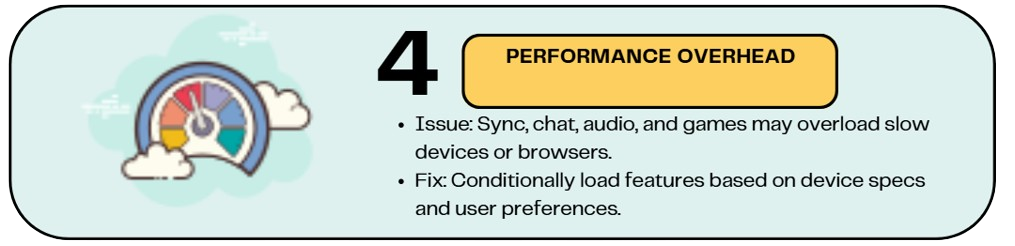 4
PERFORMANCE OVERHEAD
• Issue: Sync, chat, audio, and games may overload slow
devices or browsers.
• Fix: Conditionally load features based on device specs
and user preferences.